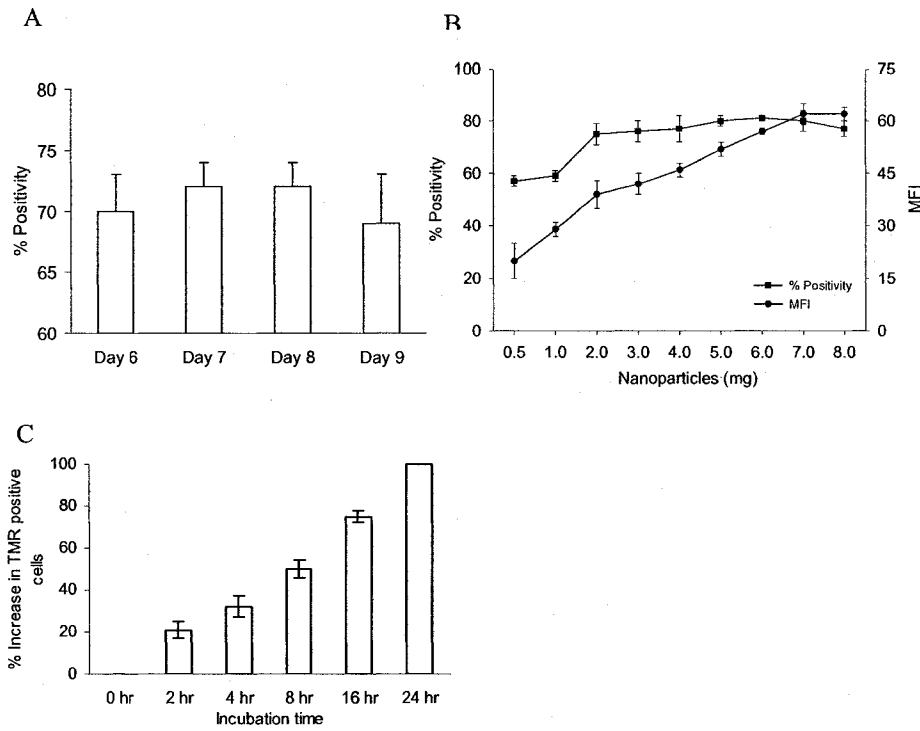 A
80
75
70
65
60
% Positivity
Day 6 Day 7 Day 8 Day 9
B
100
80
60
40
20
0
% Positivity
75
60
45
30
15
0
MFI
% Positivity
MFI
0.5 1.0 2.0 3.0 4.0 5.0 6.0 7.0 8.0
Nanoparticles (mg)
C
100
80
60
40
20
0
% Increase in TMR positive
cells
0 hr 2 hr 4 hr 8 hr 16 hr 24 hr
Incubation time